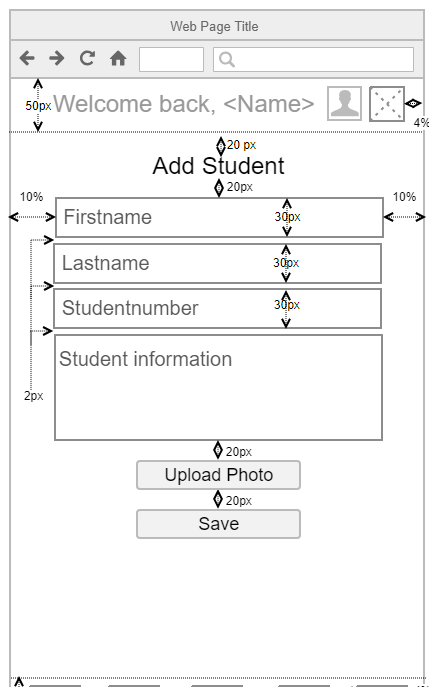 Web Page Title
50px
Welcome back, <Name>
4%
20 px
Add Student
20px
10%
10%
Firstname
30px
Lastname
30px
Studentnumber
30px
Student information
2px
20px
Upload Photo
20px
Save